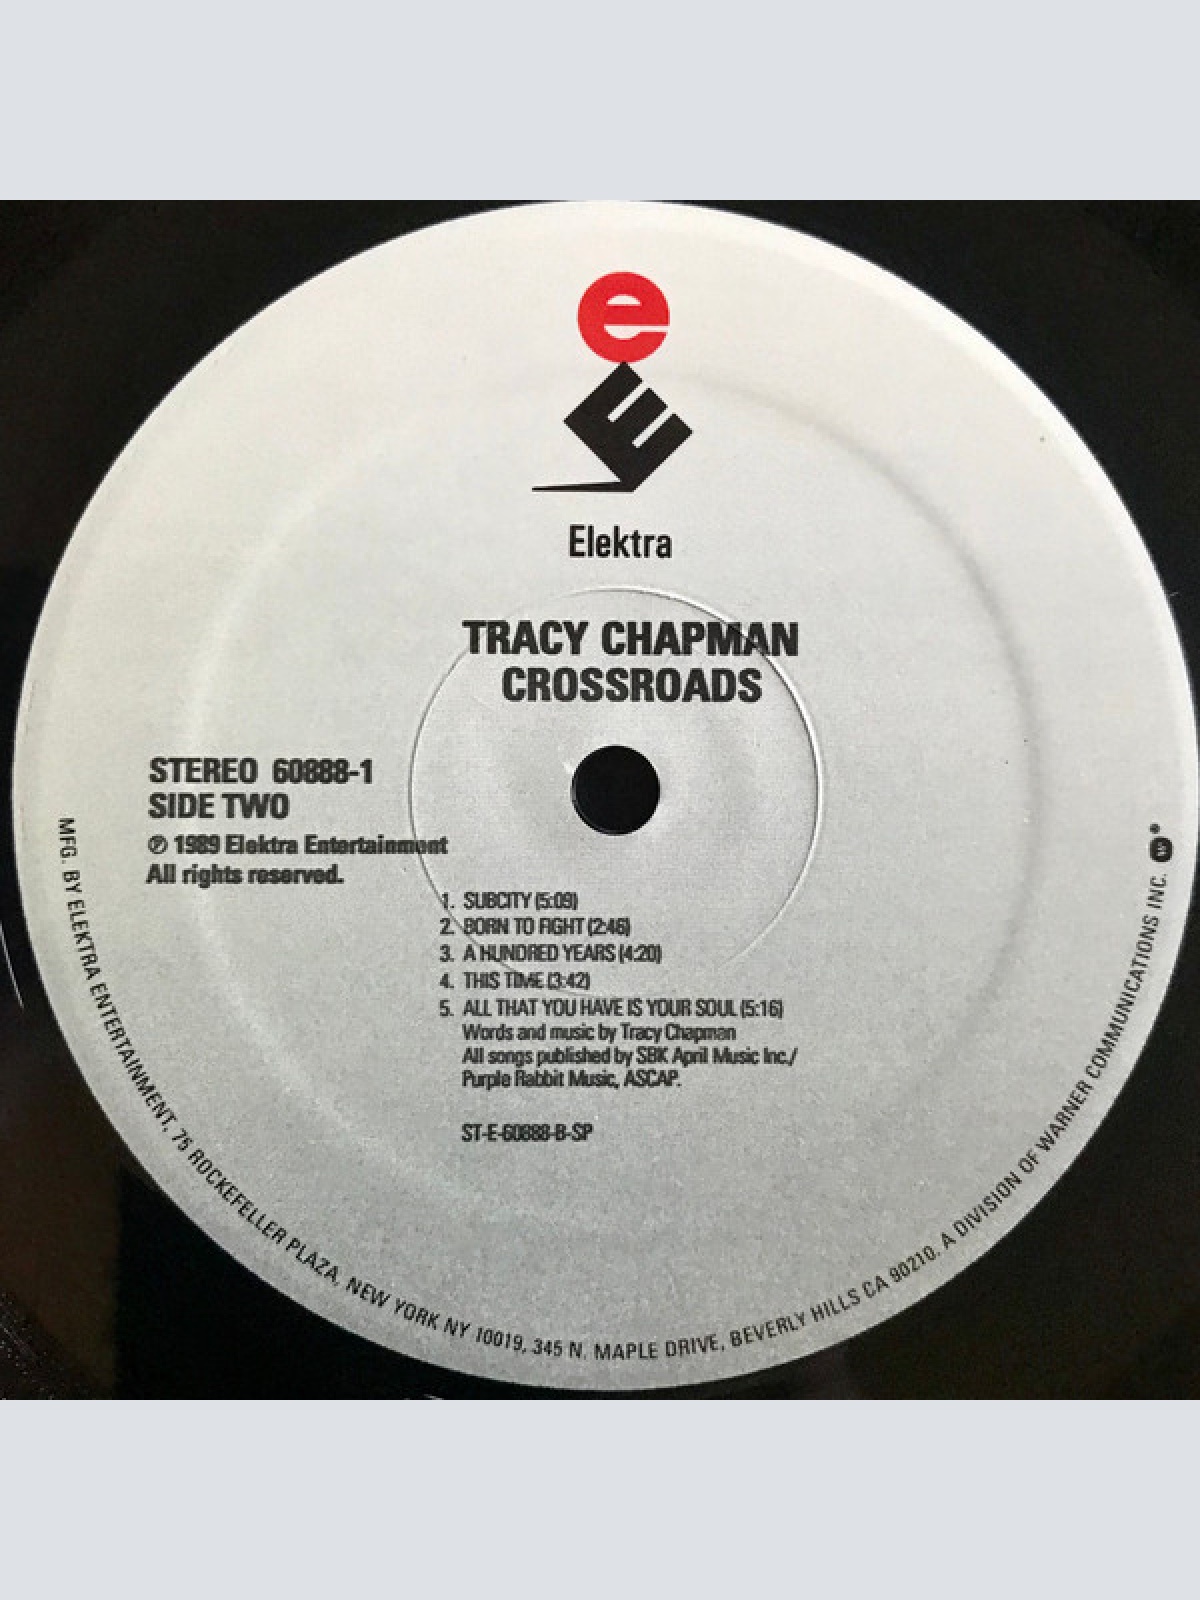 e
E
Elektra
TRACY CHAPMAN
CROSSROADS
STEREO 60888-1
SIDE TWO
℗ 1989 Elektra Entertainment
All rights reserved.
1. SUBCITY (5:09)
2. BORN TO FIGHT (2:46)
3. A HUNDRED YEARS (4:20)
4. THIS TIME (3:42)
5. ALL THAT YOU HAVE IS YOUR SOUL (5:16)
Words and music by Tracy Chapman
All songs published by SBK April Music Inc./
Purple Rabbit Music, ASCAP.
ST-E-60888-B-SP
MFG. BY ELEKTRA ENTERTAINMENT, 75 ROCKEFELLER PLAZA, NEW YORK NY 10019, 345 N. MAPLE DRIVE, BEVERLY HILLS CA 90210. A DIVISION OF WARNER COMMUNICATIONS INC. W®